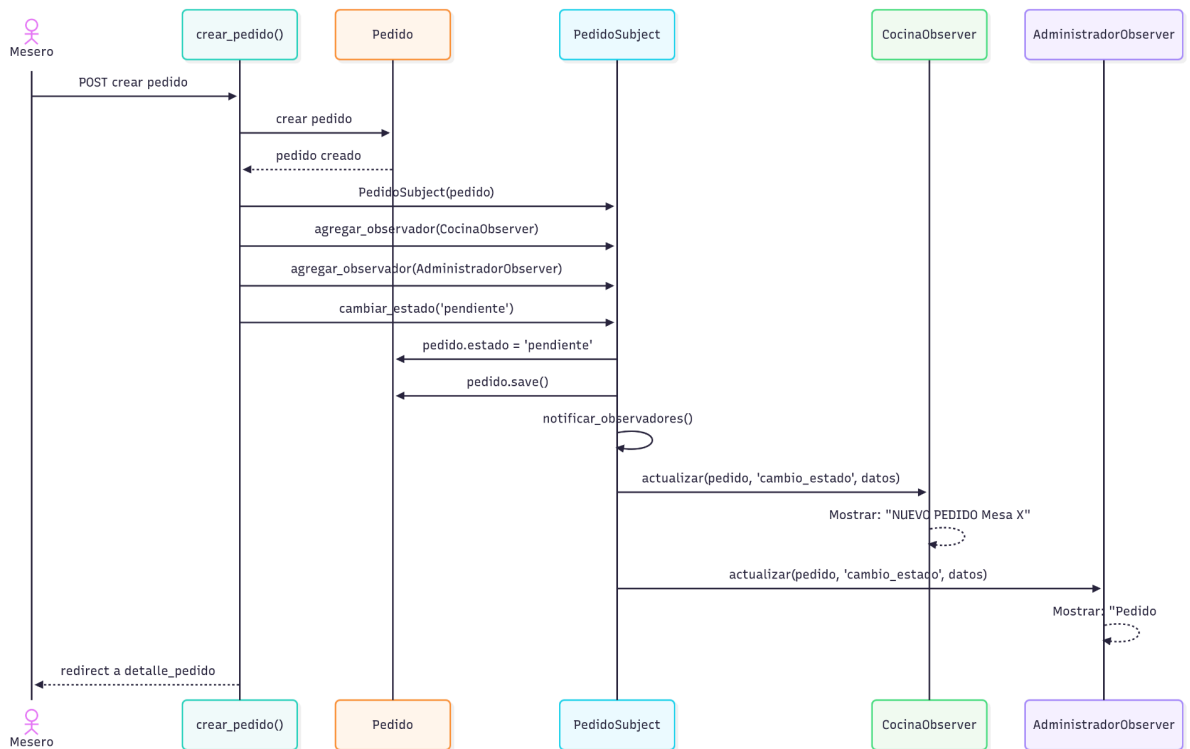 Mesero
crear_pedido()
Pedido
PedidoSubject
CocinaObserver
AdministradorObserver
POST crear pedido
crear pedido
pedido creado
PedidoSubject(pedido)
agregar_observador(CocinaObserver)
agregar_observador(AdministradorObserver)
cambiar_estado('pendiente')
pedido.estado = 'pendiente'
pedido.save()
notificar_observadores()
actualizar(pedido, 'cambio_estado', datos)
Mostrar: "NUEVO PEDIDO Mesa X"
actualizar(pedido, 'cambio_estado', datos)
Mostrar: "Pedido
redirect a detalle_pedido
Mesero
crear_pedido()
Pedido
PedidoSubject
CocinaObserver
AdministradorObserver